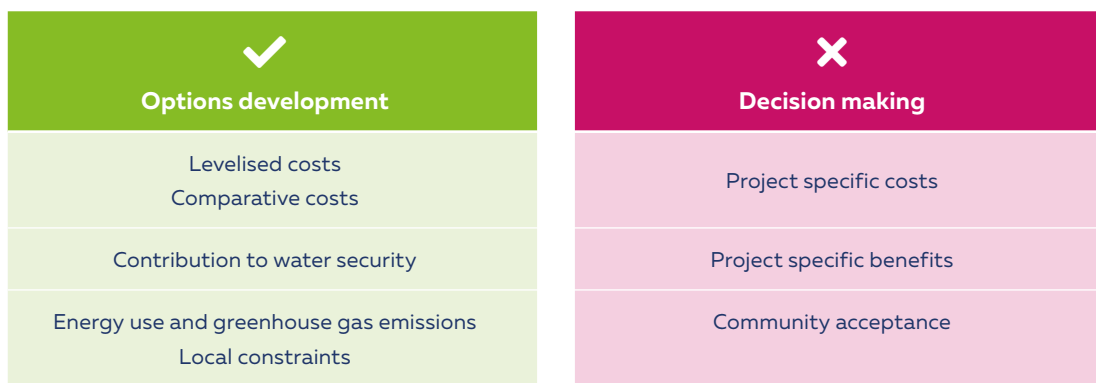 Options development
Levelised costs
Comparative costs
Contribution to water security
Energy use and greenhouse gas emissions
Local constraints
Decision making
Project specific costs
Project specific benefits
Community acceptance